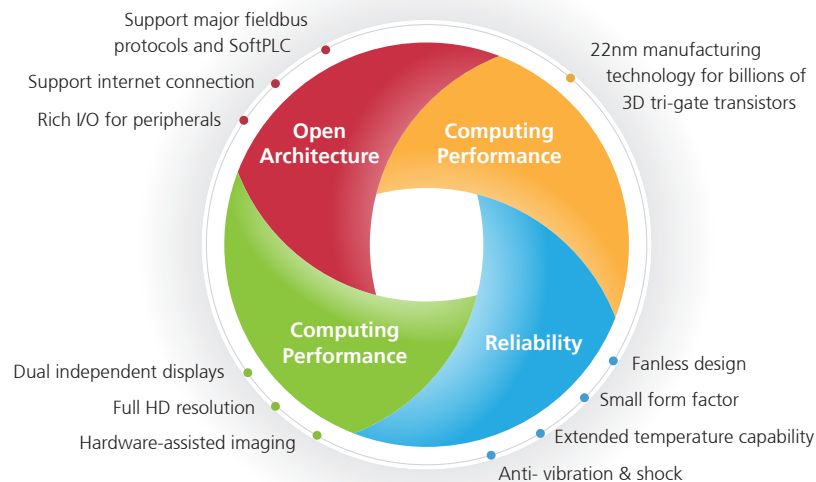 Support major fieldbus
protocols and SoftPLC
Support internet connection
Rich I/O for peripherals
22nm manufacturing
technology for billions of
3D tri-gate transistors
Open
Architecture
Computing
Performance
Computing
Performance
Reliability
Dual independent displays
Full HD resolution
Hardware-assisted imaging
Fanless design
Small form factor
Extended temperature capability
Anti- vibration & shock